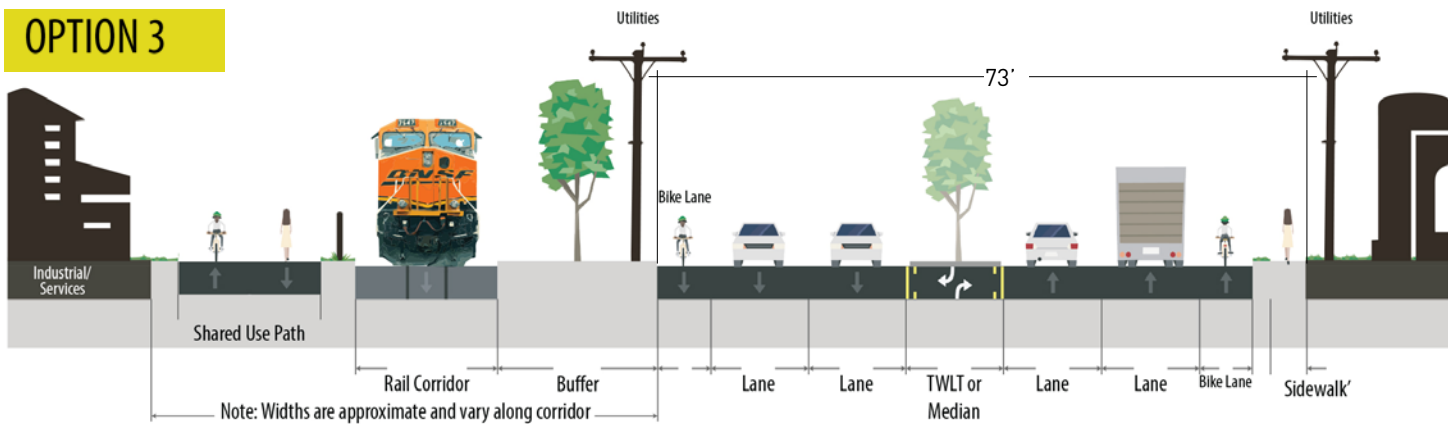 OPTION 3
Utilities
Utilities
73'
Bike Lane
BNSF
Industrial/
Services
Shared Use Path
Rail Corridor
Buffer
Lane
Lane
TWLT or
Median
Lane
Lane
Bike Lane
Sidewalk'
Note: Widths are approximate and vary along corridor